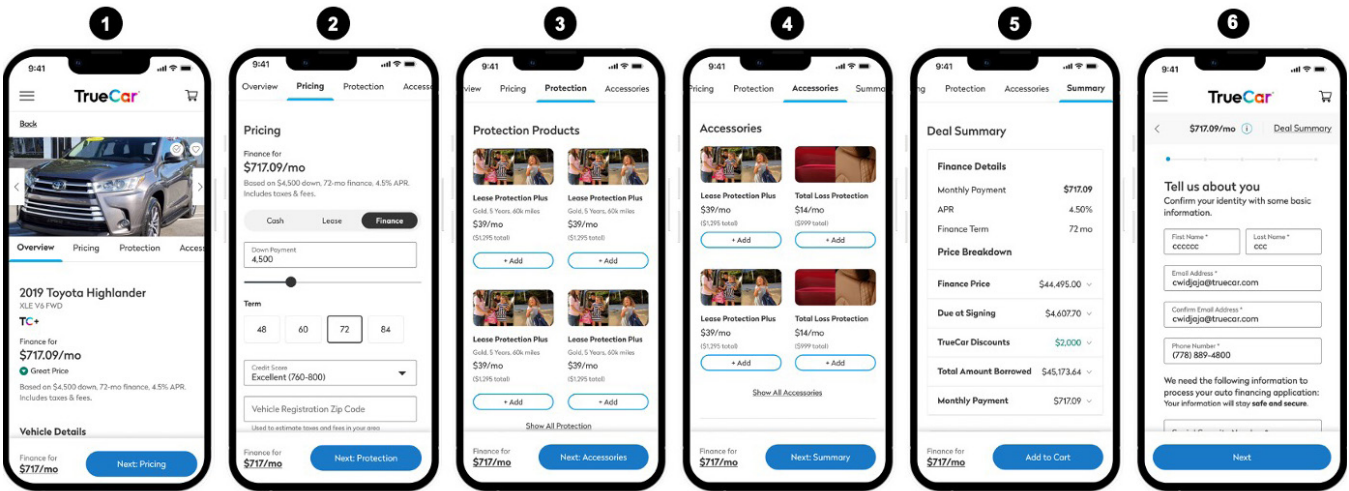 1
9:41
TrueCar
Back
Overview Pricing Protection Access
2019 Toyota Highlander
XLE V6 FWD
TC+
Finance for
$717.09/mo
Great Price
Based on $4,500 down, 72-mo finance, 4.5% APR.
Includes taxes & fees.
Vehicle Details
Finance for
$717/mo
Next: Pricing
2
9:41
Overview Pricing Protection Access
Pricing
Finance for
$717.09/mo
Based on $4,500 down, 72-mo finance, 4.5% APR.
Includes taxes & fees.
Cash Lease Finance
Down Payment
4,500
Term
48 60 72 84
Credit Score
Excellent (760-800)
Vehicle Registration Zip Code
Used to estimate taxes and fees in your area
Finance for
$717/mo
Next: Protection
3
9:41
view Pricing Protection Accessories
Protection Products
Lease Protection Plus Lease Protection Plus
Gold, 5 Years, 60k miles Gold, 5 Years, 60k miles
$39/mo $39/mo
($1,295 total) ($1,295 total)
+ Add + Add
Lease Protection Plus Lease Protection Plus
Gold, 5 Years, 60k miles Gold, 5 Years, 60k miles
$39/mo $39/mo
($1,295 total) ($1,295 total)
+ Add + Add
Show All Protection
Finance for
$717/mo
Next: Accessories
4
9:41
Pricing Protection Accessories Summa
Accessories
Lease Protection Plus Total Loss Protection
$39/mo $14/mo
($1,295 total) ($999 total)
+ Add + Add
Lease Protection Plus Total Loss Protection
$39/mo $14/mo
($1,295 total) ($999 total)
+ Add + Add
Show All Accessories
Finance for
$717/mo
Next: Summary
5
9:41
ng Protection Accessories Summary
Deal Summary
Finance Details
Monthly Payment $717.09
APR 4.50%
Finance Term 72 mo
Price Breakdown
Finance Price $44,495.00
Due at Signing $4,607.70
TrueCar Discounts $2,000
Total Amount Borrowed $45,173.64
Monthly Payment $717.09
Finance for
$717/mo
Add to Cart
6
9:41
TrueCar
$717.09/mo Deal Summary
Tell us about you
Confirm your identity with some basic
information.
First Name * Last Name *
cccccc ccc
Email Address *
cwidjaja@truecar.com
Confirm Email Address *
cwidjaja@truecar.com
Phone Number *
(778) 889-4800
We need the following information to
process your auto financing application:
Your information will stay safe and secure.
Next